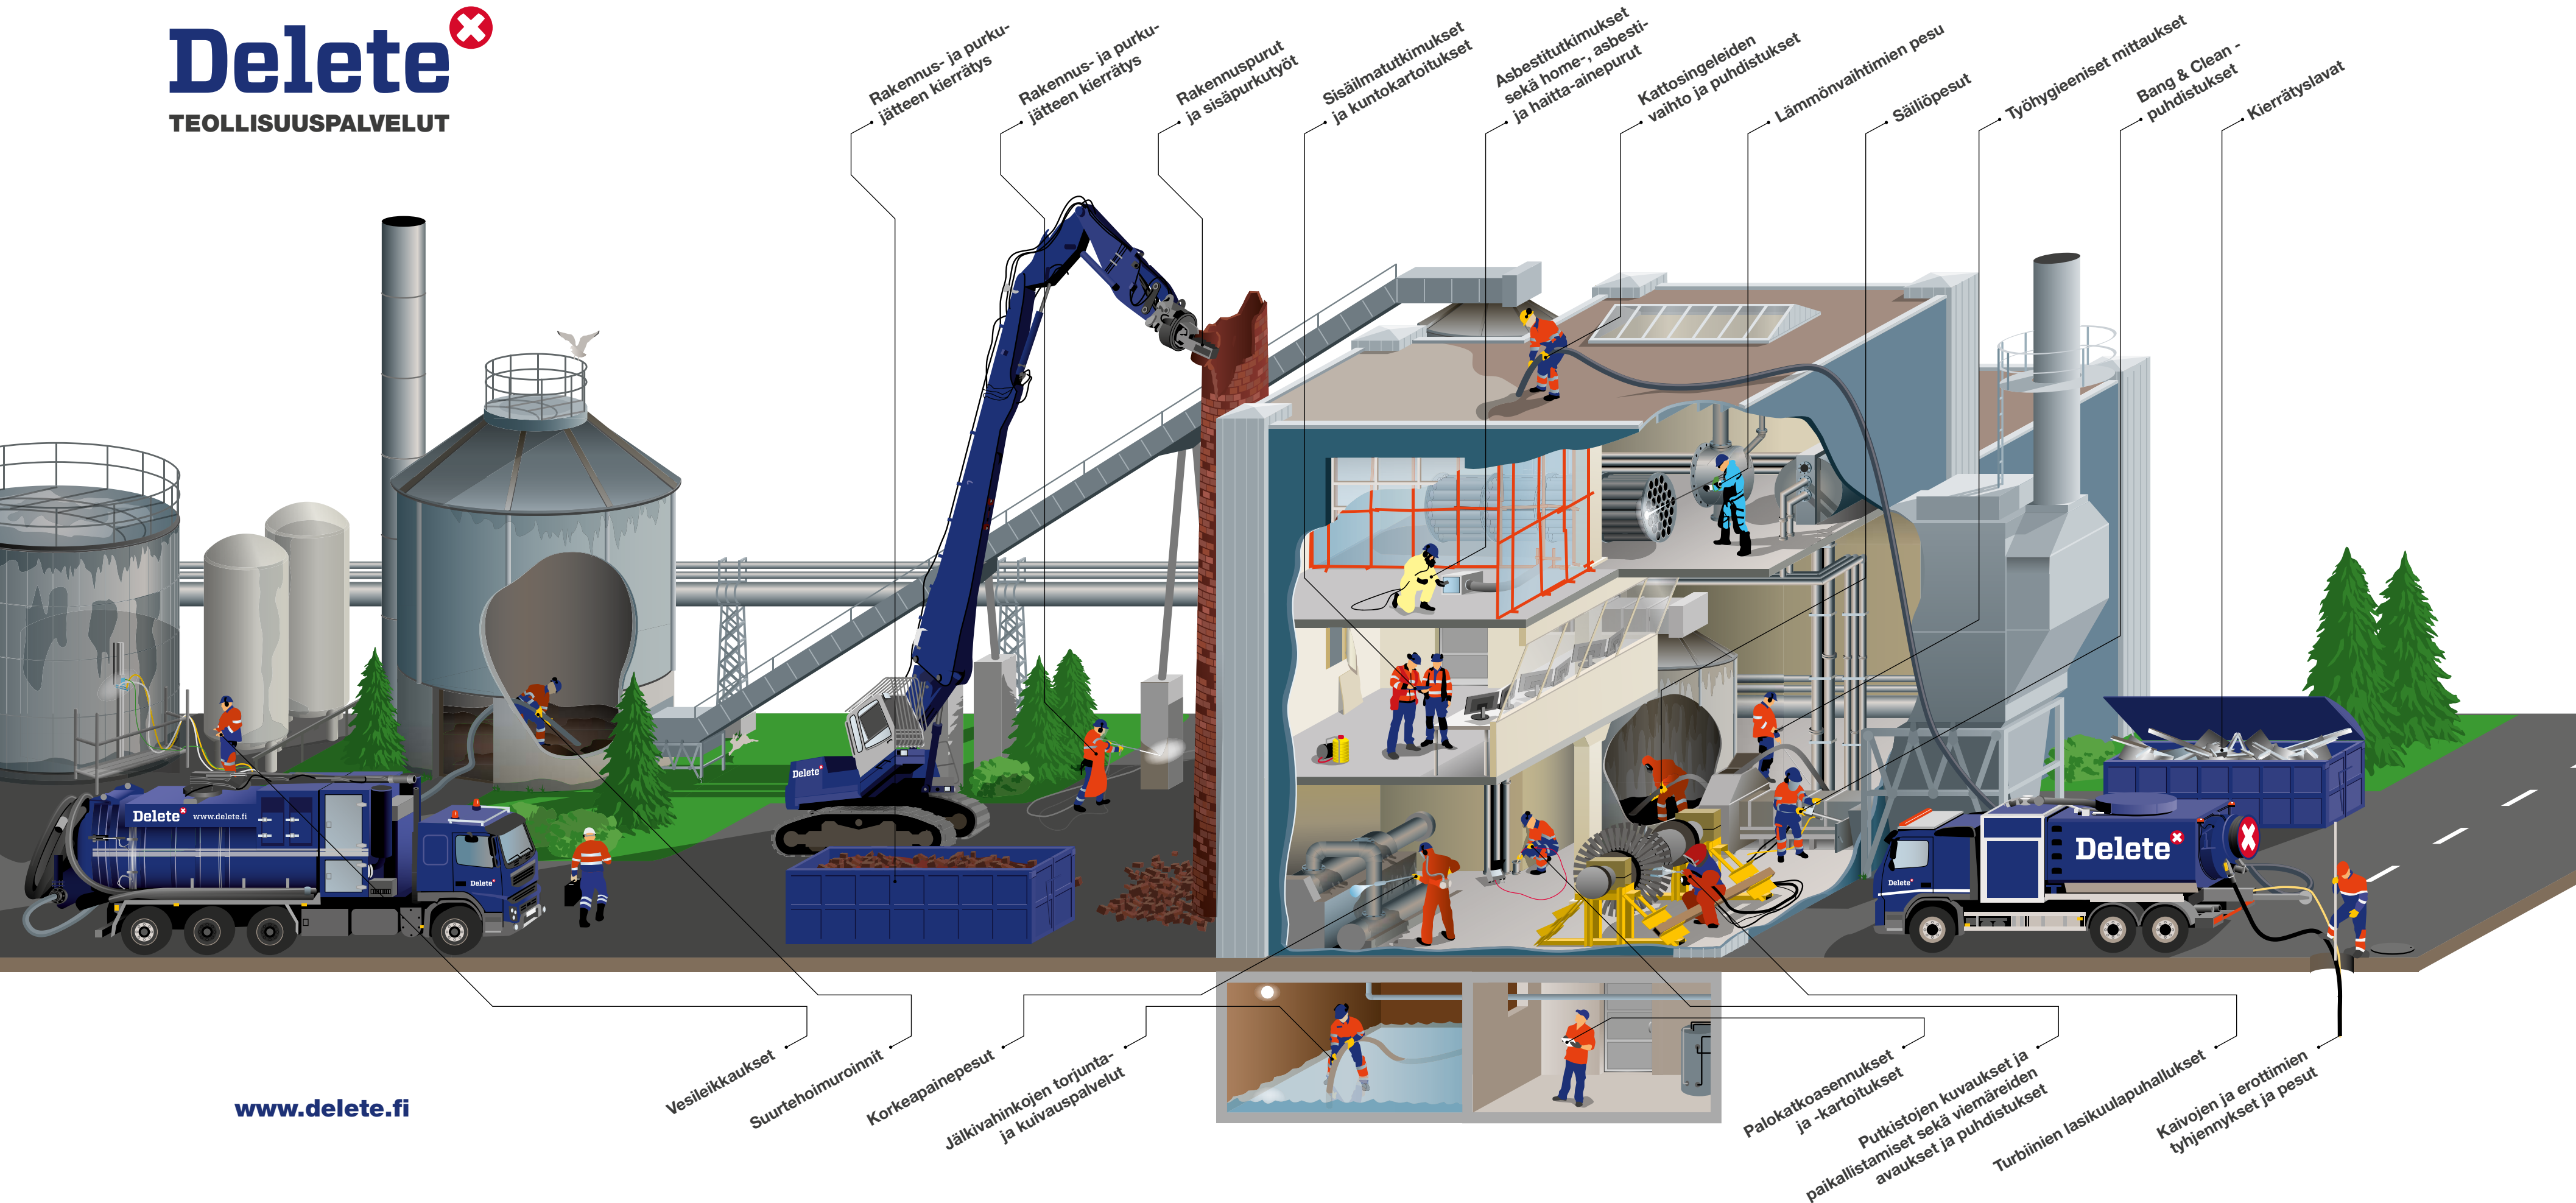 Delete
TEOLLISUUSPALVELUT
Rakennus- ja purku-
jätteen kierrätys
Rakennus- ja purku-
jätteen kierrätys
Rakennuspurut
ja sisäpurkutyöt
Sisäilmatutkimukset
ja kuntokartoitukset
Asbestitutkimukset
sekä home-, asbesti-
ja haitta-ainepurut
Kattosingeleiden
vaihto ja puhdistukset
Lämmönvaihtimien pesu
Säiliöpesut
Työhygieeniset mittaukset
Bang & Clean -
puhdistukset
Kierrätyslavat
Delete
Delete www.delete.fi
Delete
Delete
Delete
Vesileikkaukset
Suurtehoimuroinnit
Korkeapainepesut
Jälkivahinkojen torjunta-
ja kuivauspalvelut
Palokatkoasennukset
ja -kartoitukset
Putkistojen kuvaukset ja
paikallistamiset sekä viemäreiden
avaukset ja puhdistukset
Turbiinien lasikuulapuhallukset
Kaivojen ja erottimien
tyhjennykset ja pesut
www.delete.fi